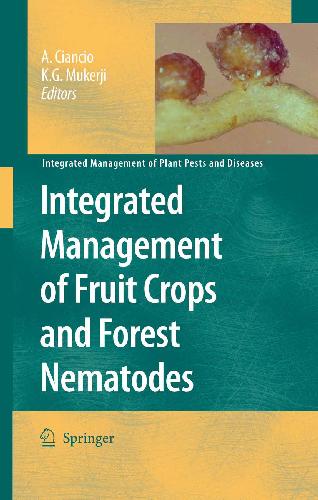 A. Ciancio
K.G. Mukerji
Editors
Integrated Management of Plant Pests and Diseases
Integrated
Management
of Fruit Crops
and Forest
Nematodes
Springer